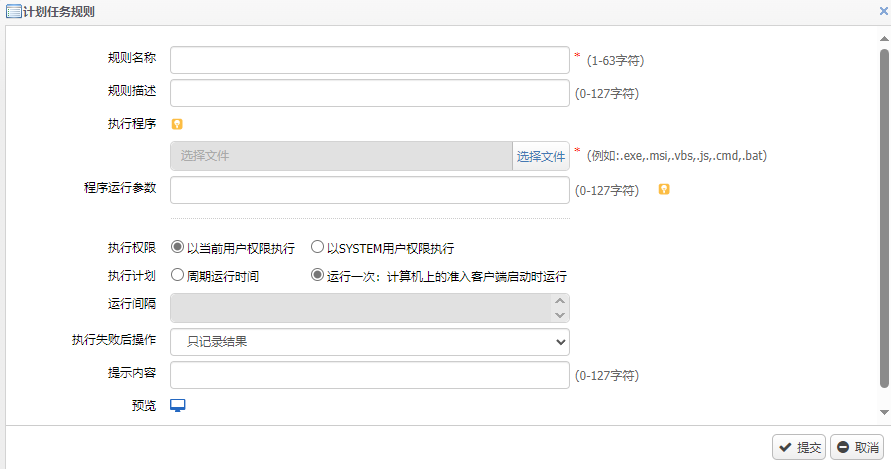 计划任务规则
规则名称 * (1-63字符)
规则描述 (0-127字符)
执行程序
选择文件 选择文件 * (例如:.exe,.msi,.vbs,.js,.cmd,.bat)
程序运行参数 (0-127字符)
执行权限 以当前用户权限执行 以SYSTEM用户权限执行
执行计划 周期运行时间 运行一次：计算机上的准入客户端启动时运行
运行间隔
执行失败后操作 只记录结果
提示内容 (0-127字符)
预览
提交 取消